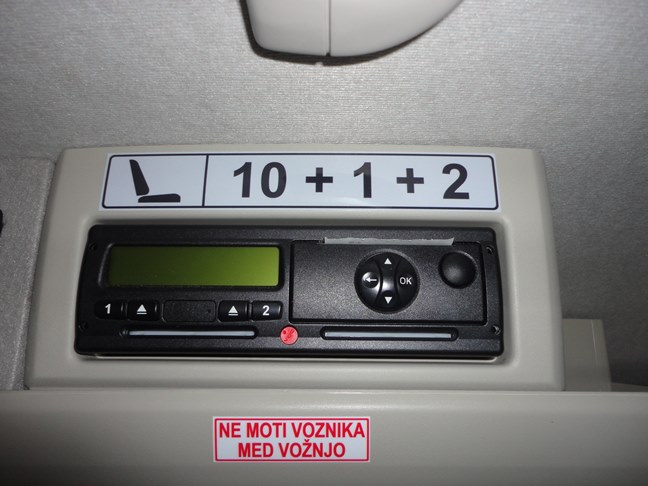 10 + 1 + 2
OK
1 2
NE MOTI VOZNIKA
MED VOŽNJO